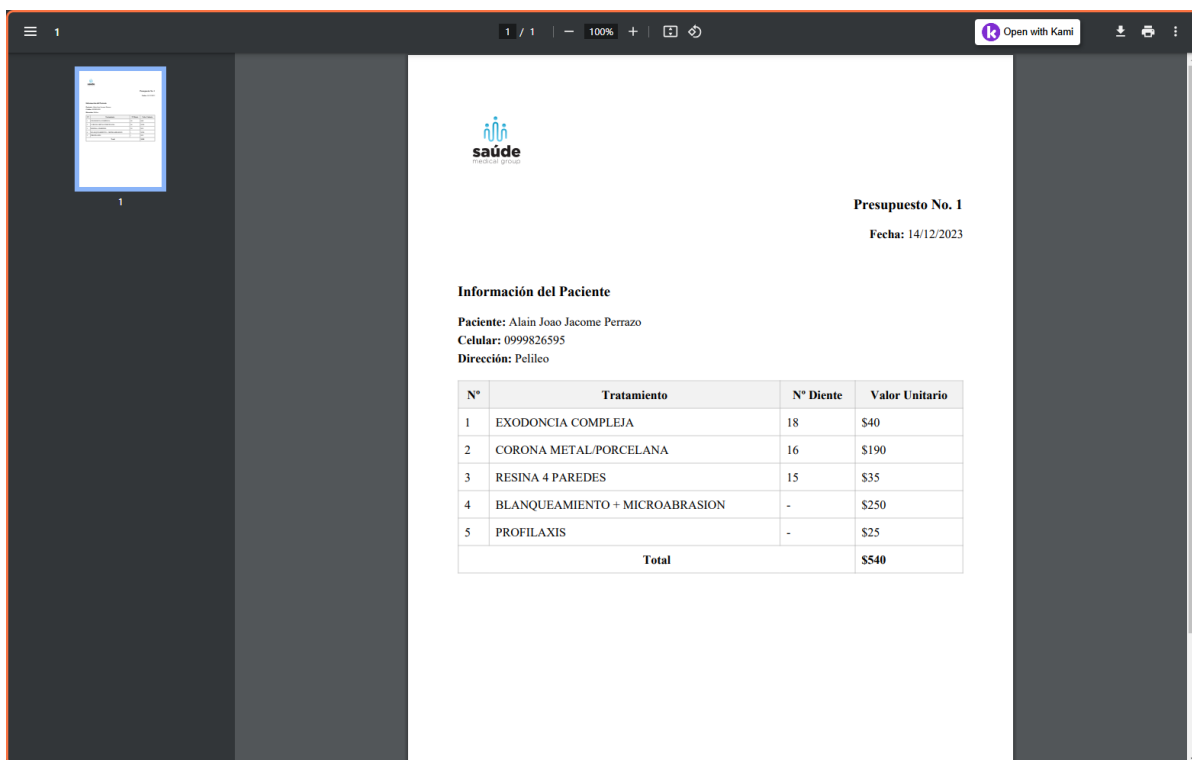 1
1 / 1
100%
Open with Kami
1
saúde
medical group
Presupuesto No. 1
Fecha: 14/12/2023
Información del Paciente
Paciente: Alain Joao Jacome Perrazo
Celular: 0999826595
Dirección: Pelileo
Nº Tratamiento Nº Diente Valor Unitario
1 EXODONCIA COMPLEJA 18 $40
2 CORONA METAL/PORCELANA 16 $190
3 RESINA 4 PAREDES 15 $35
4 BLANQUEAMIENTO + MICROABRASION - $250
5 PROFILAXIS - $25
Total $540